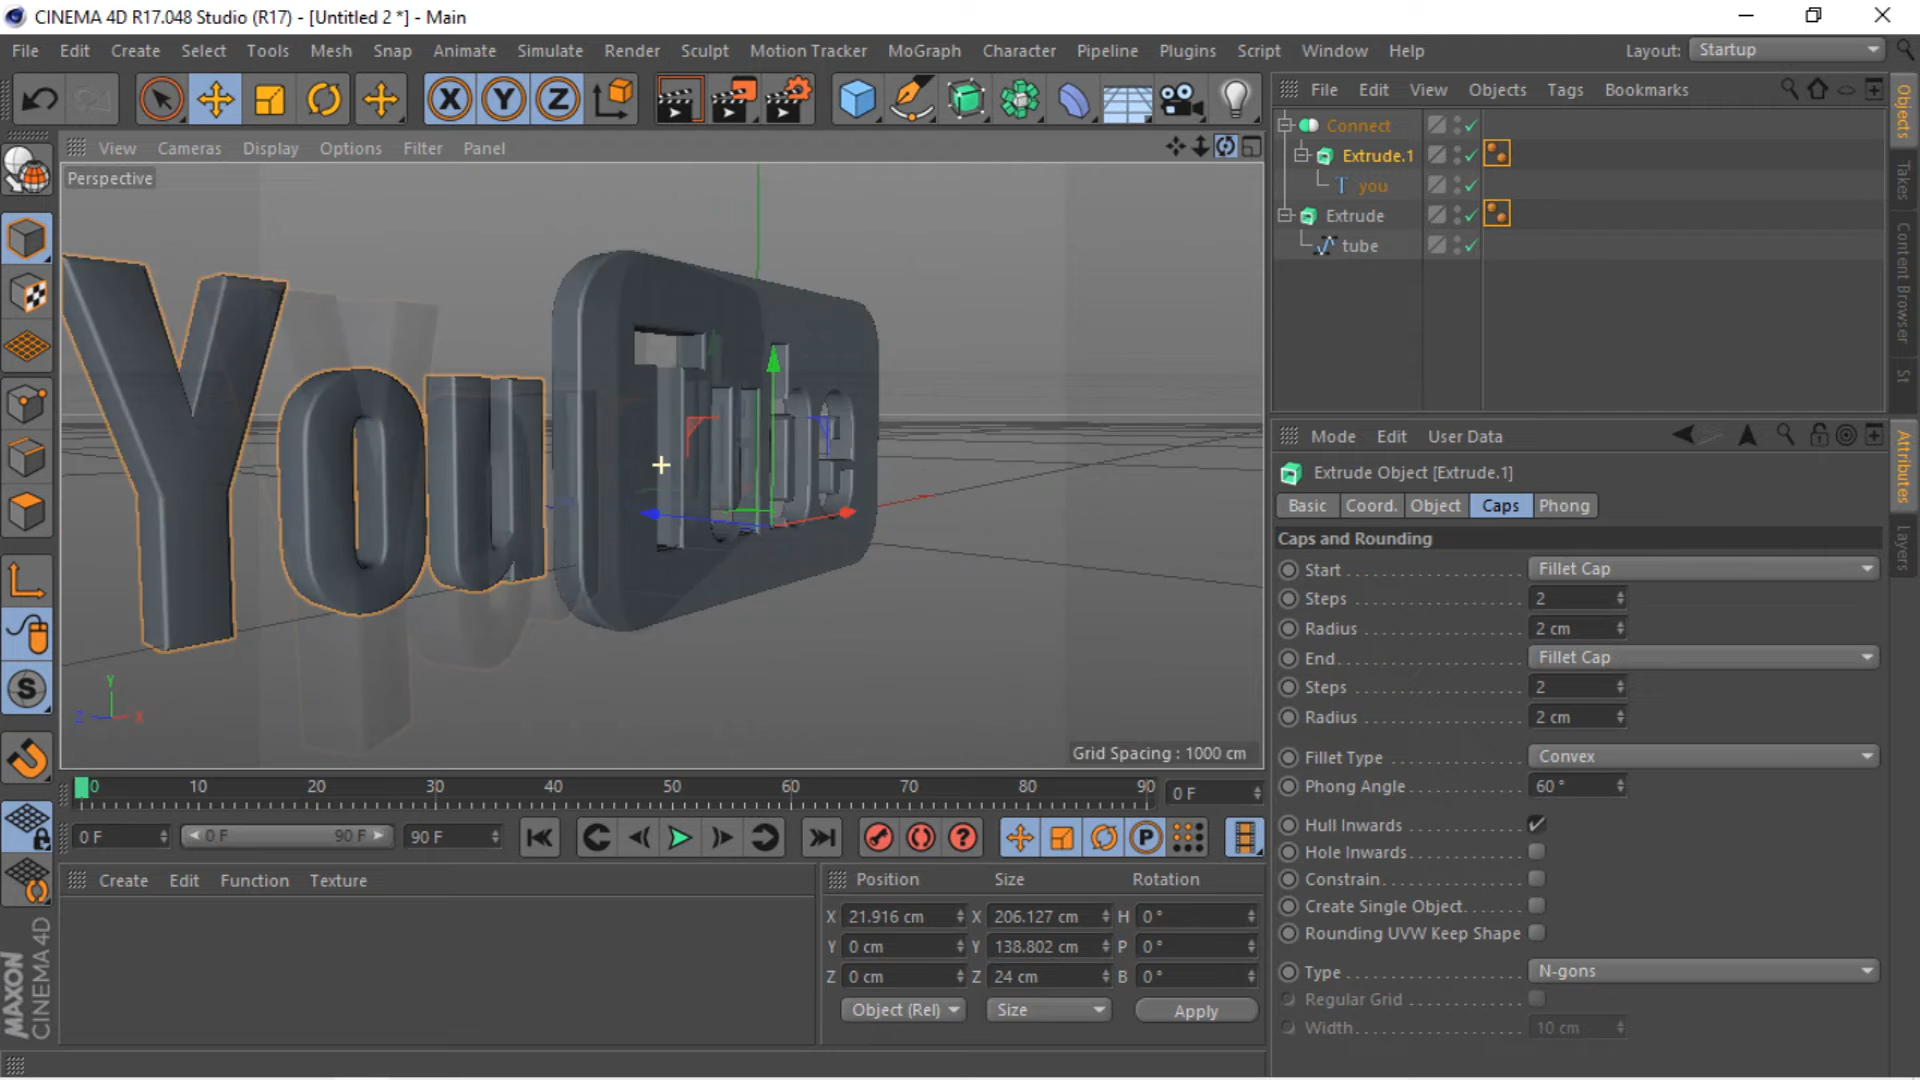 CINEMA 4D R17.048 Studio (R17) - [Untitled 2 *] - Main
File Edit Create Select Tools Mesh Snap Animate Simulate Render Sculpt Motion Tracker MoGraph Character Pipeline Plugins Script Window Help Layout: Startup
X Y Z
File Edit View Objects Tags Bookmarks
View Cameras Display Options Filter Panel
Perspective
Connect
Extrude.1
you
Extrude
tube
Objects
Takes
Content Browser
St
You
Tube
Y
Z X
Grid Spacing : 1000 cm
Mode Edit User Data
Extrude Object [Extrude.1]
Basic Coord. Object Caps Phong
Caps and Rounding
Start Fillet Cap
Steps 2
Radius 2 cm
End Fillet Cap
Steps 2
Radius 2 cm
Fillet Type Convex
Phong Angle 60 °
Hull Inwards
Hole Inwards
Constrain
Create Single Object
Rounding UVW Keep Shape
Type N-gons
Regular Grid
Width 10 cm
Attributes
Layers
S
0 10 20 30 40 50 60 70 80 90 0 F
0 F 0 F 90 F 90 F
P
Create Edit Function Texture
Position Size Rotation
X 21.916 cm X 206.127 cm H 0 °
Y 0 cm Y 138.802 cm P 0 °
Z 0 cm Z 24 cm B 0 °
Object (Rel) Size Apply
MAXON
CINEMA 4D